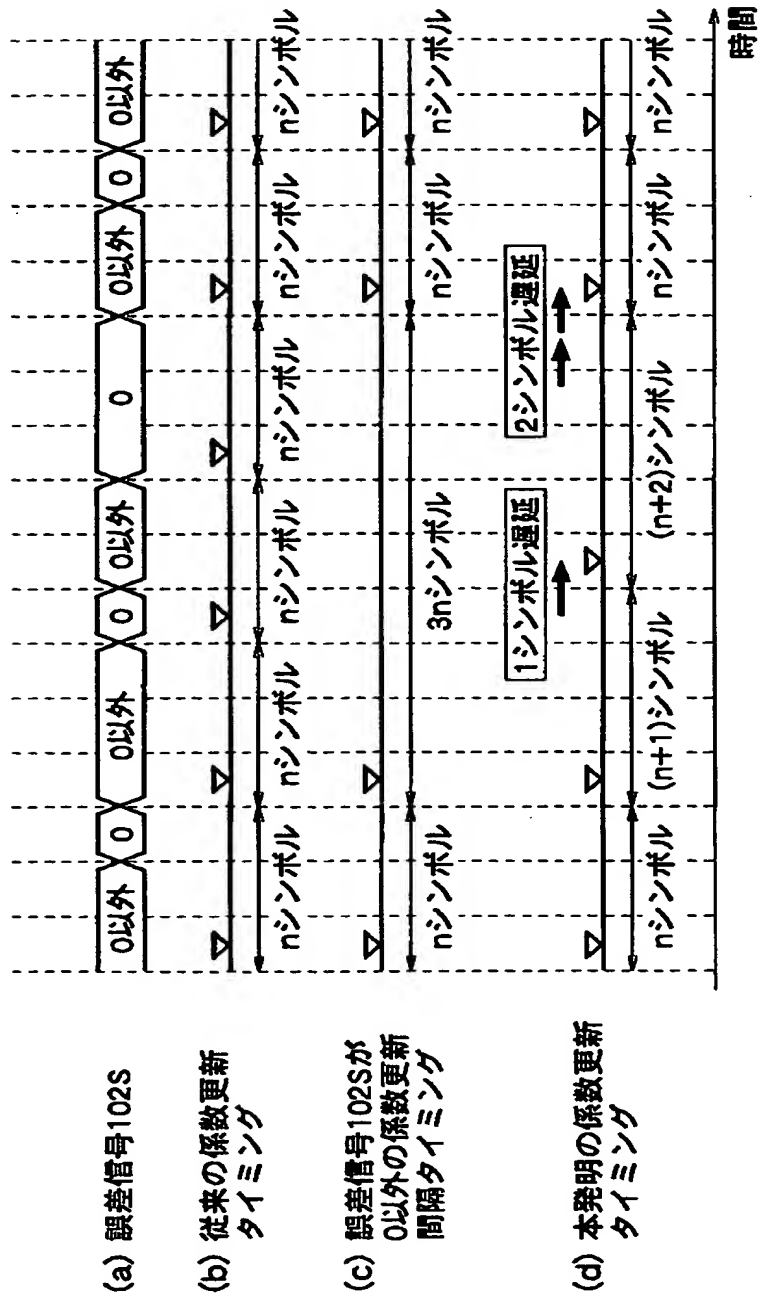 (a) 誤差信号102S
0以外
0
0以外
0
0以外
0
0以外
0
0以外
(b) 従来の係数更新
タイミング
nシンボル
nシンボル
nシンボル
nシンボル
nシンボル
nシンボル
(c) 誤差信号102Sが
0以外の係数更新
間隔タイミング
nシンボル
3nシンボル
nシンボル
nシンボル
1シンボル遅延
2シンボル遅延
(d) 本発明の係数更新
タイミング
nシンボル
(n+1)シンボル
(n+2)シンボル
nシンボル
nシンボル
時間